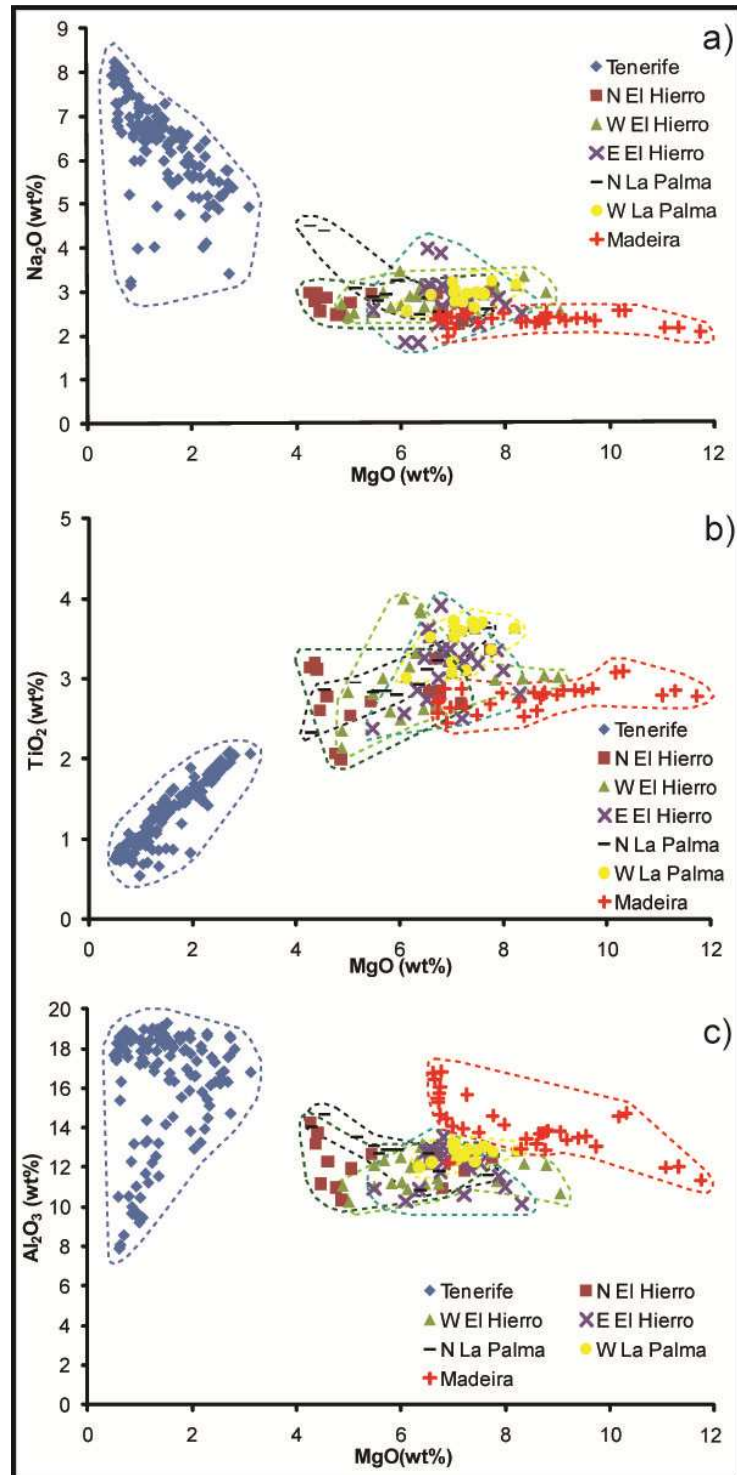 a)
9
8
7
6
5
4
3
2
1
0
Na₂O (wt%)
Tenerife
N El Hierro
W El Hierro
E El Hierro
N La Palma
W La Palma
Madeira
0 2 4 6 8 10 12
MgO (wt%)
b)
5
4
3
2
1
0
TiO₂ (wt%)
Tenerife
N El Hierro
W El Hierro
E El Hierro
N La Palma
W La Palma
Madeira
0 2 4 6 8 10 12
MgO (wt%)
c)
20
18
16
14
12
10
8
6
4
2
0
Al₂O₃ (wt%)
Tenerife N El Hierro
W El Hierro E El Hierro
N La Palma W La Palma
Madeira
0 2 4 6 8 10 12
MgO(wt%)